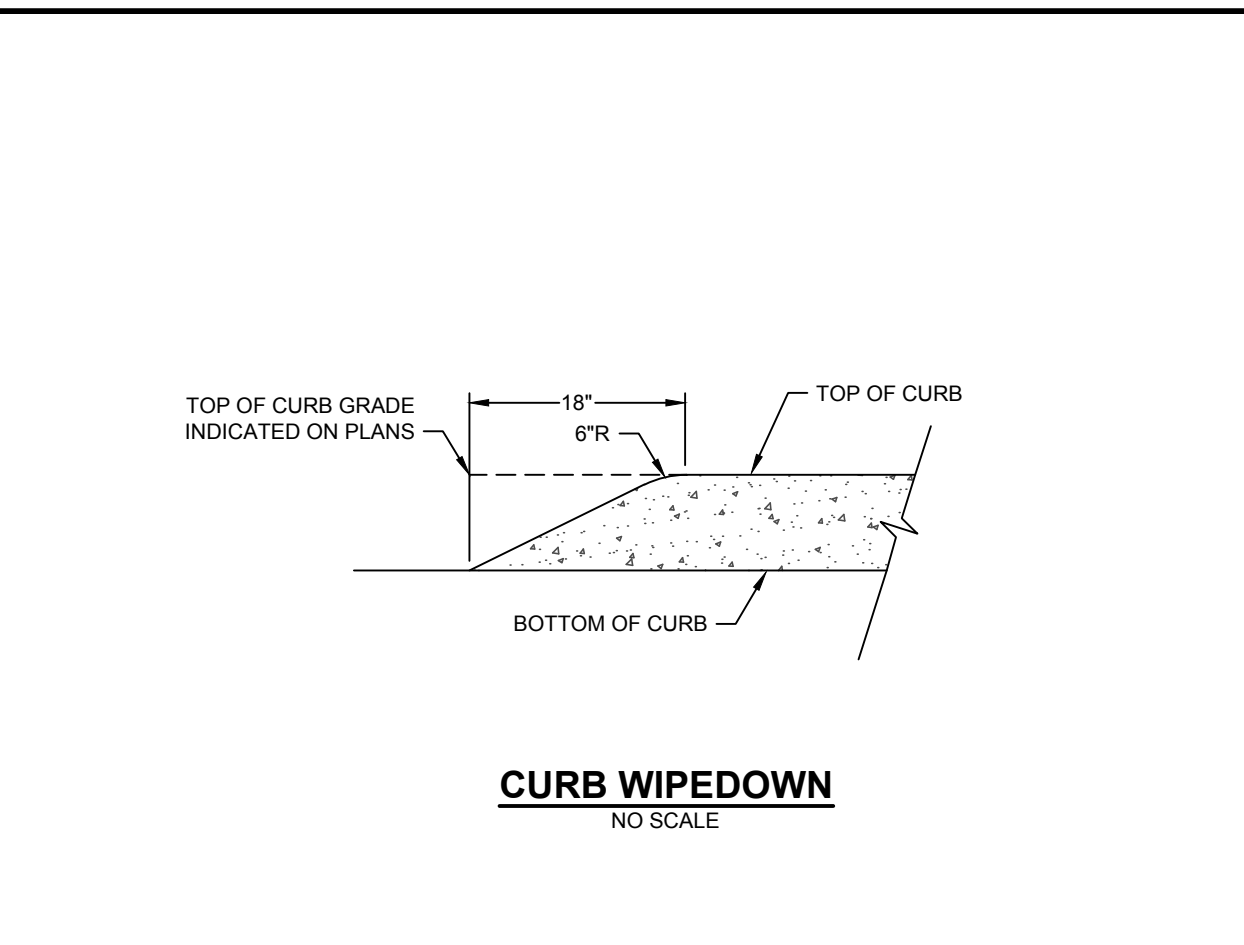 TOP OF CURB GRADE
INDICATED ON PLANS
18"
6"R
TOP OF CURB
BOTTOM OF CURB
CURB WIPEDOWN
NO SCALE